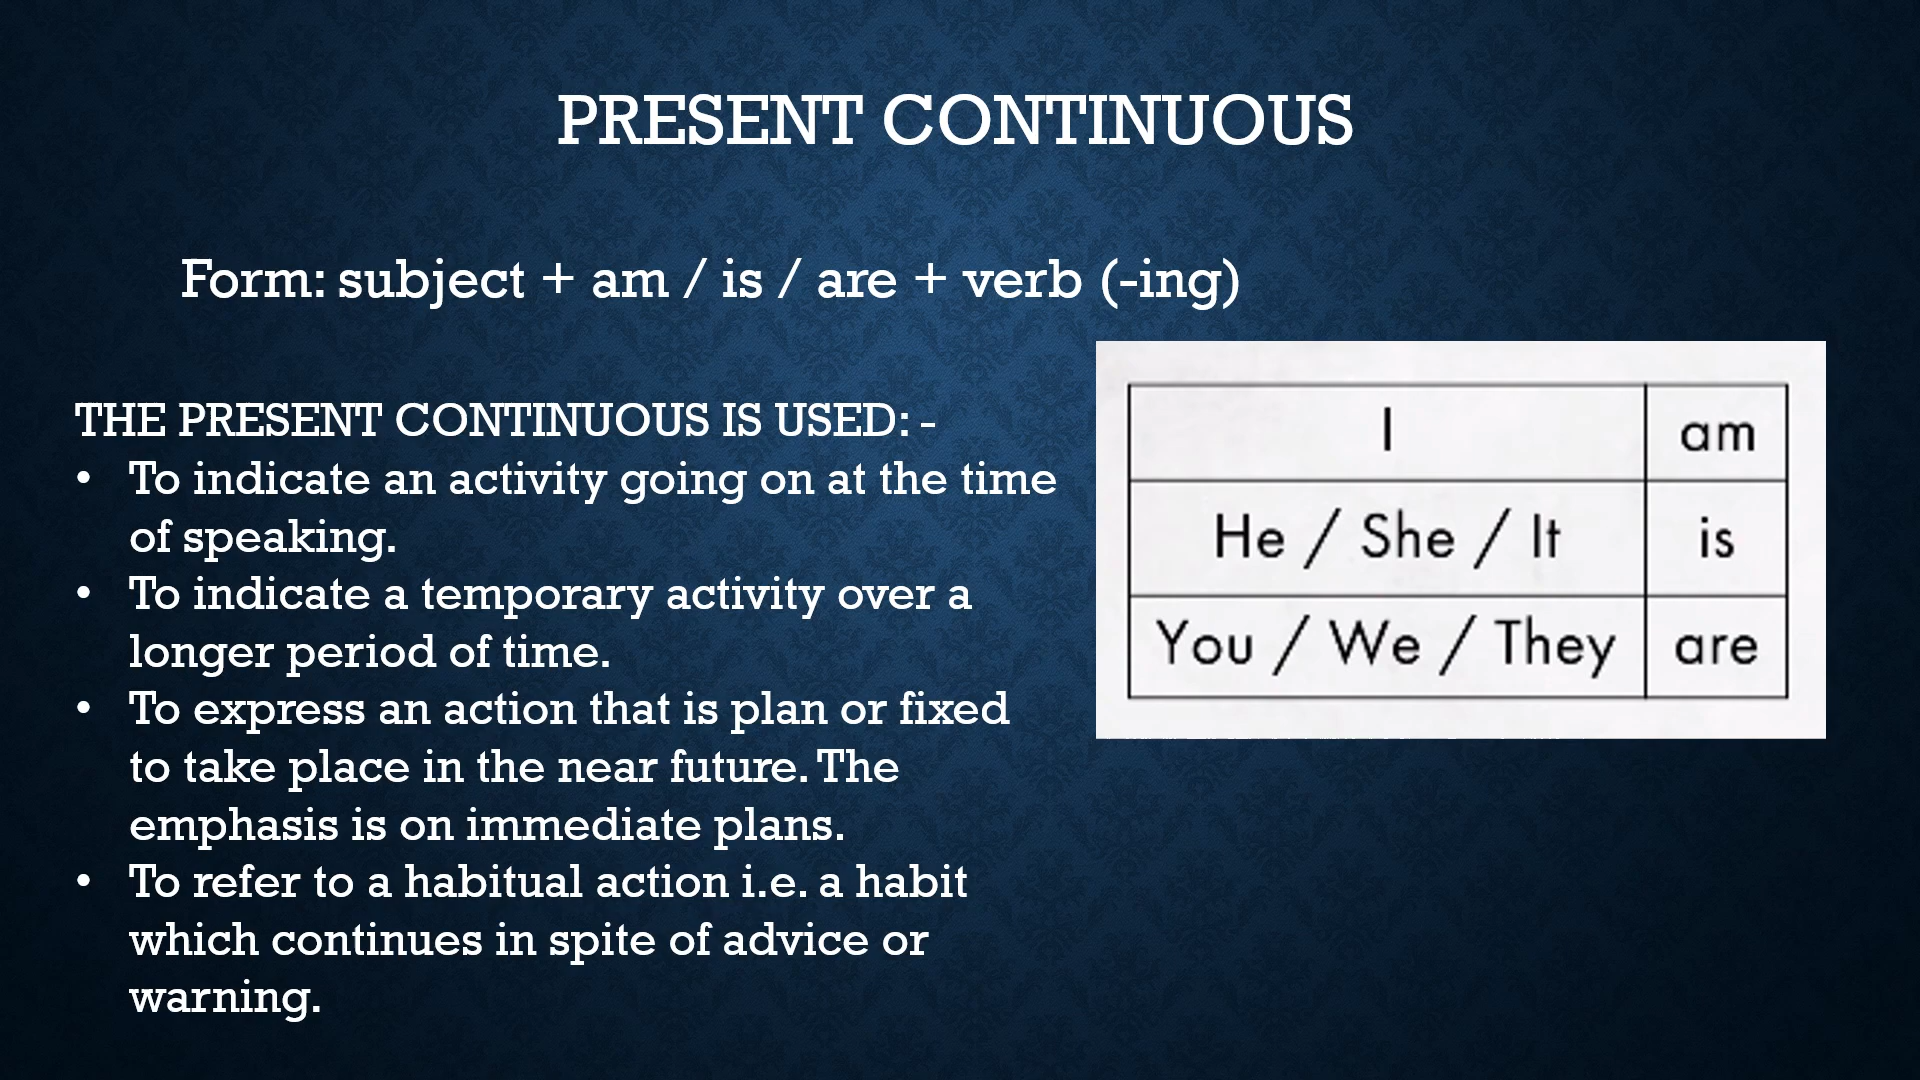 PRESENT CONTINUOUS
Form: subject + am / is / are + verb (-ing)
THE PRESENT CONTINUOUS IS USED: -
• To indicate an activity going on at the time
of speaking.
• To indicate a temporary activity over a
longer period of time.
• To express an action that is plan or fixed
to take place in the near future. The
emphasis is on immediate plans.
• To refer to a habitual action i.e. a habit
which continues in spite of advice or
warning.
I am
He / She / It is
You / We / They are